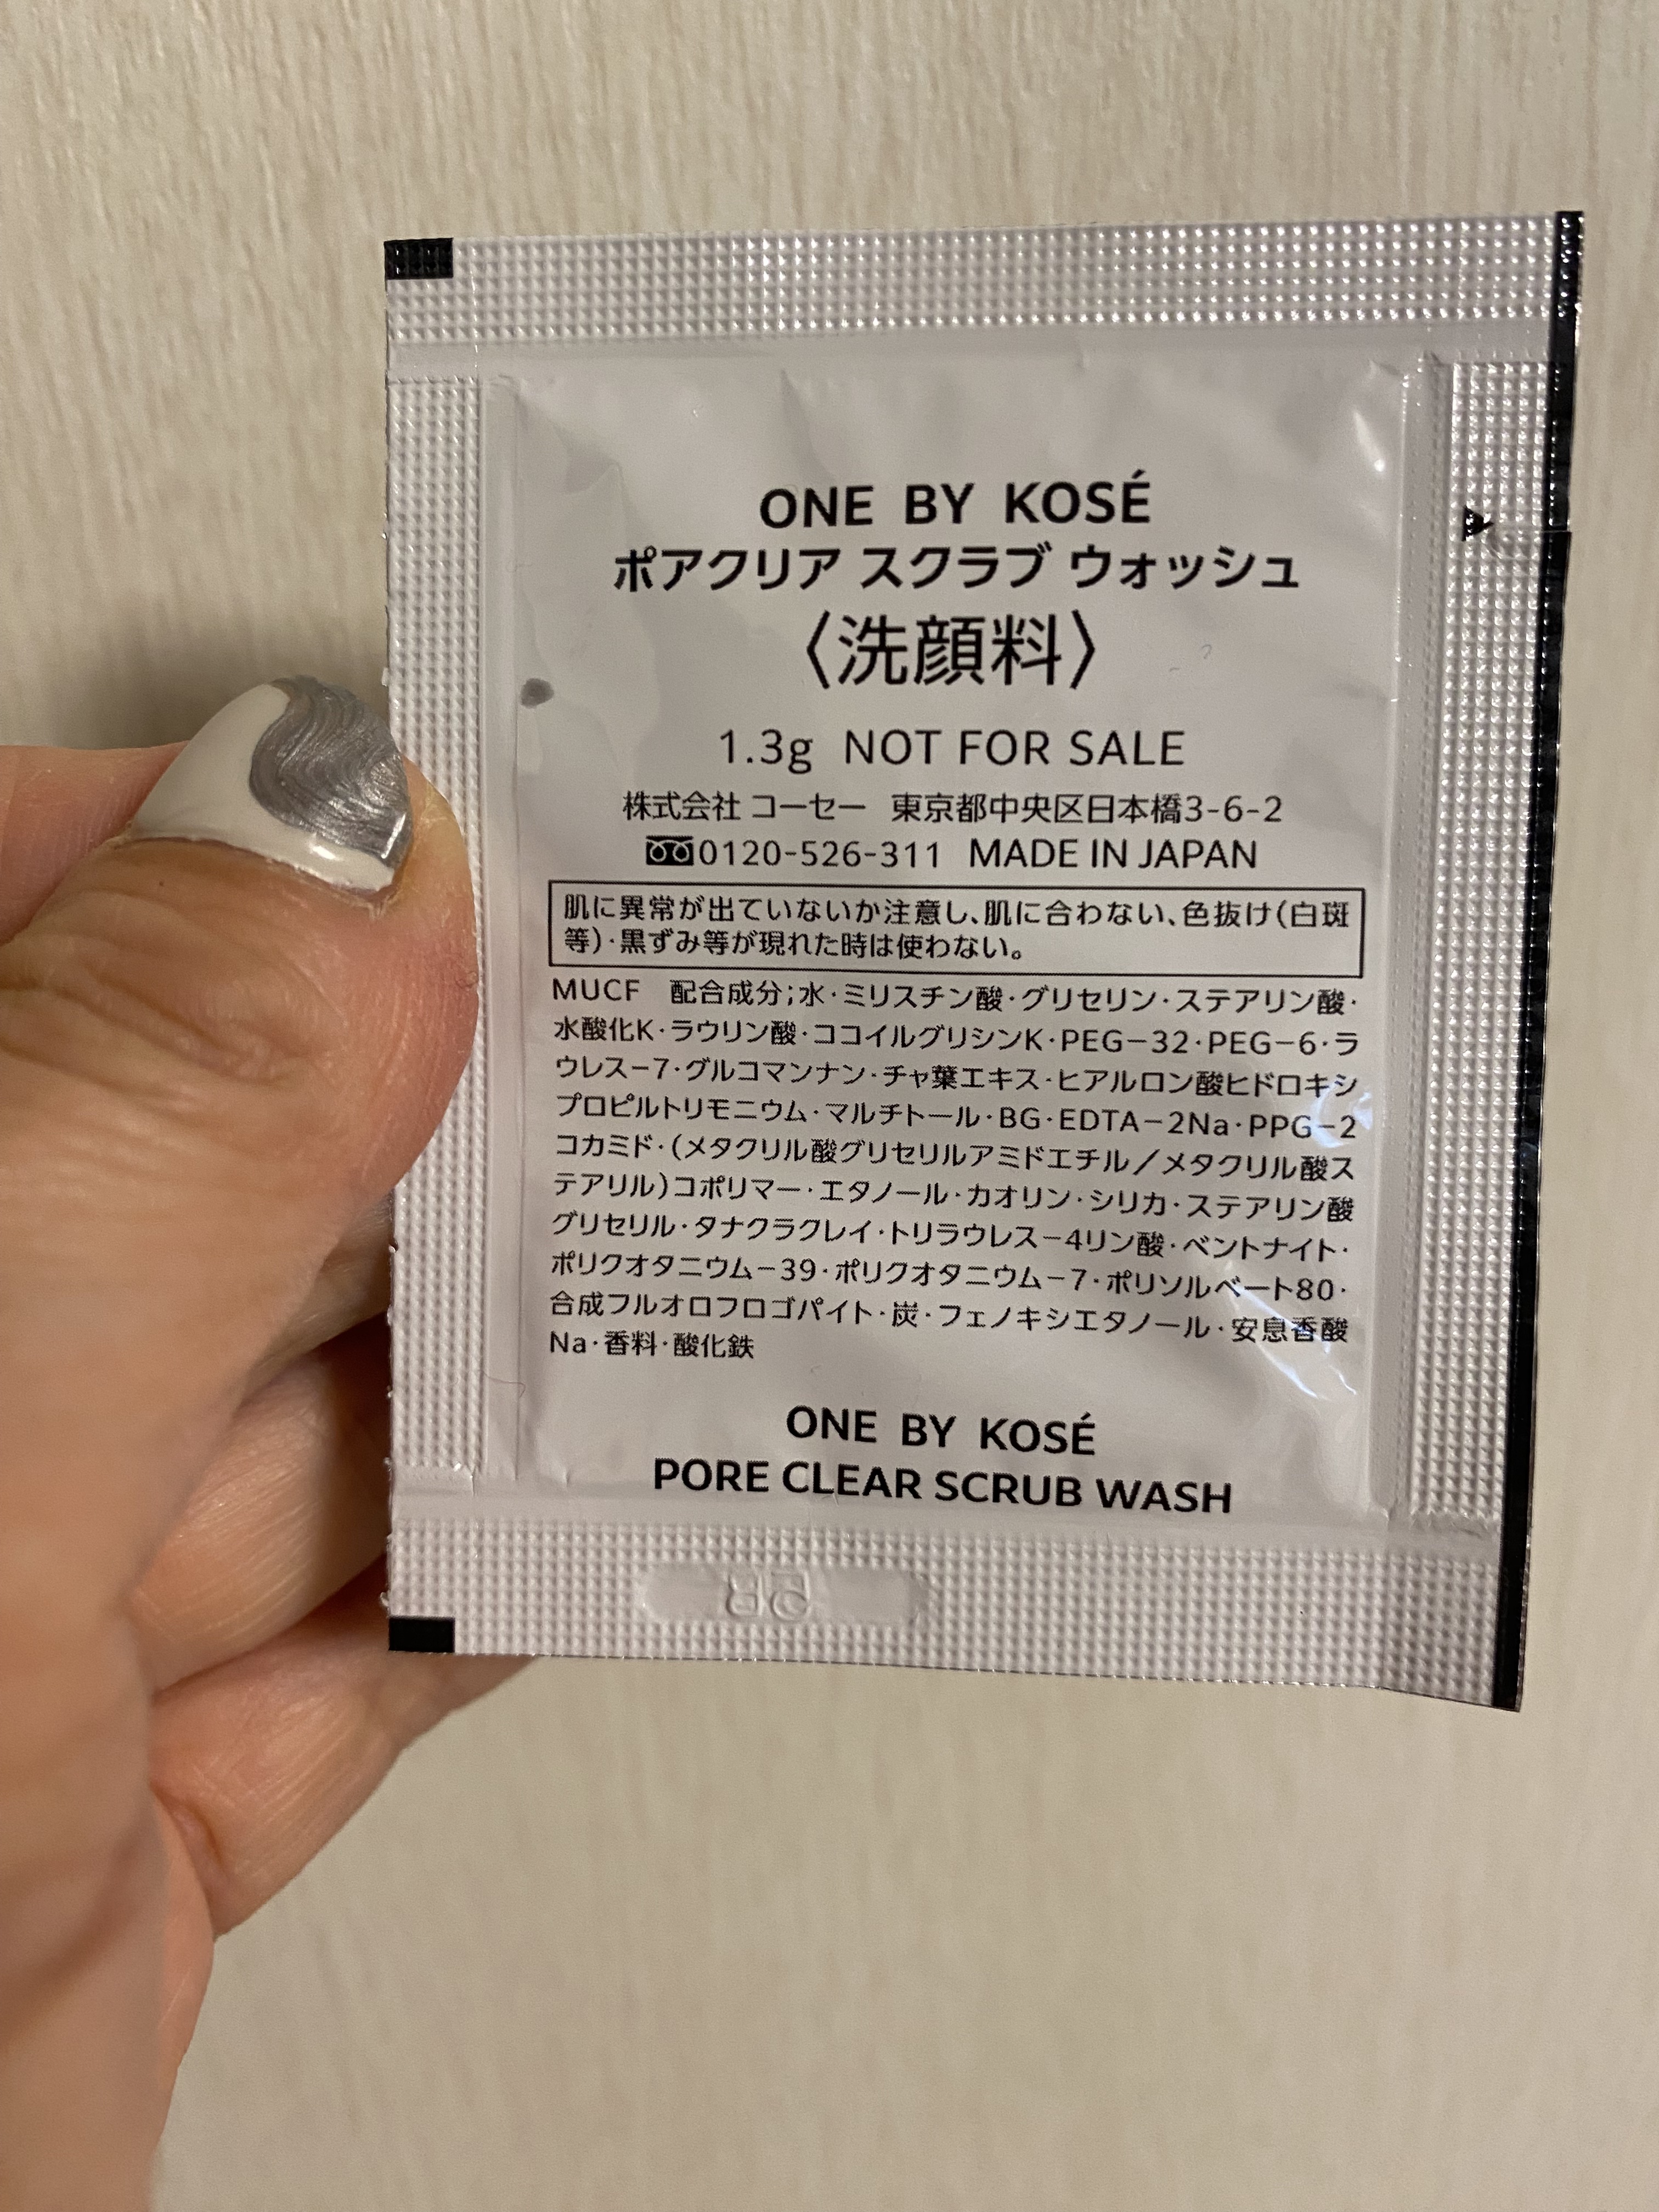 ONE BY KOSÉ
ポアクリア スクラブ ウォッシュ
〈洗顔料〉
1.3g NOT FOR SALE
株式会社 コーセー 東京都中央区日本橋3-6-2
0120-526-311 MADE IN JAPAN
肌に異常が出ていないか注意し、肌に合わない、色抜け(白斑
等)・黒ずみ等が現れた時は使わない。
MUCF 配合成分;水・ミリスチン酸・グリセリン・ステアリン酸・
水酸化K・ラウリン酸・ココイルグリシンK・PEG−32・PEG−6・ラ
ウレス−7・グルコマンナン・チャ葉エキス・ヒアルロン酸ヒドロキシ
プロピルトリモニウム・マルチトール・BG・EDTA−2Na・PPG−2
コカミド・(メタクリル酸グリセリルアミドエチル/メタクリル酸ス
テアリル)コポリマー・エタノール・カオリン・シリカ・ステアリン酸
グリセリル・タナクラクレイ・トリラウレス−4リン酸・ベントナイト・
ポリクオタニウム−39・ポリクオタニウム−7・ポリソルベート80・
合成フルオロフロゴパイト・炭・フェノキシエタノール・安息香酸
Na・香料・酸化鉄
ONE BY KOSÉ
PORE CLEAR SCRUB WASH